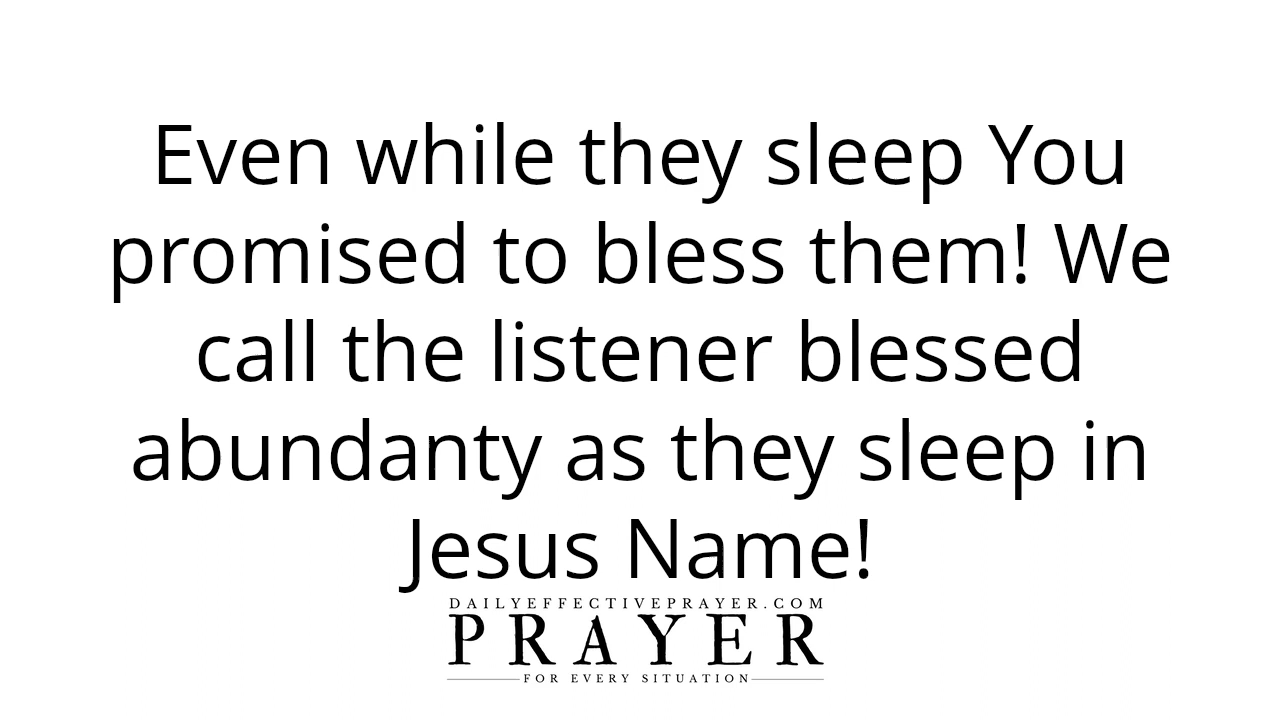 Even while they sleep You
promised to bless them! We
call the listener blessed
abundanty as they sleep in
Jesus Name!
DAILYEFFECTIVEPRAYER.COM
PRAYER
FOR EVERY SITUATION